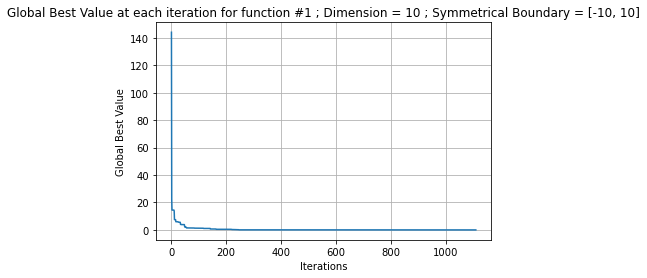 Global Best Value at each iteration for function #1 ; Dimension = 10 ; Symmetrical Boundary = [-10, 10]
140
120
100
80
60
40
20
0
Global Best Value
0 200 400 600 800 1000
Iterations